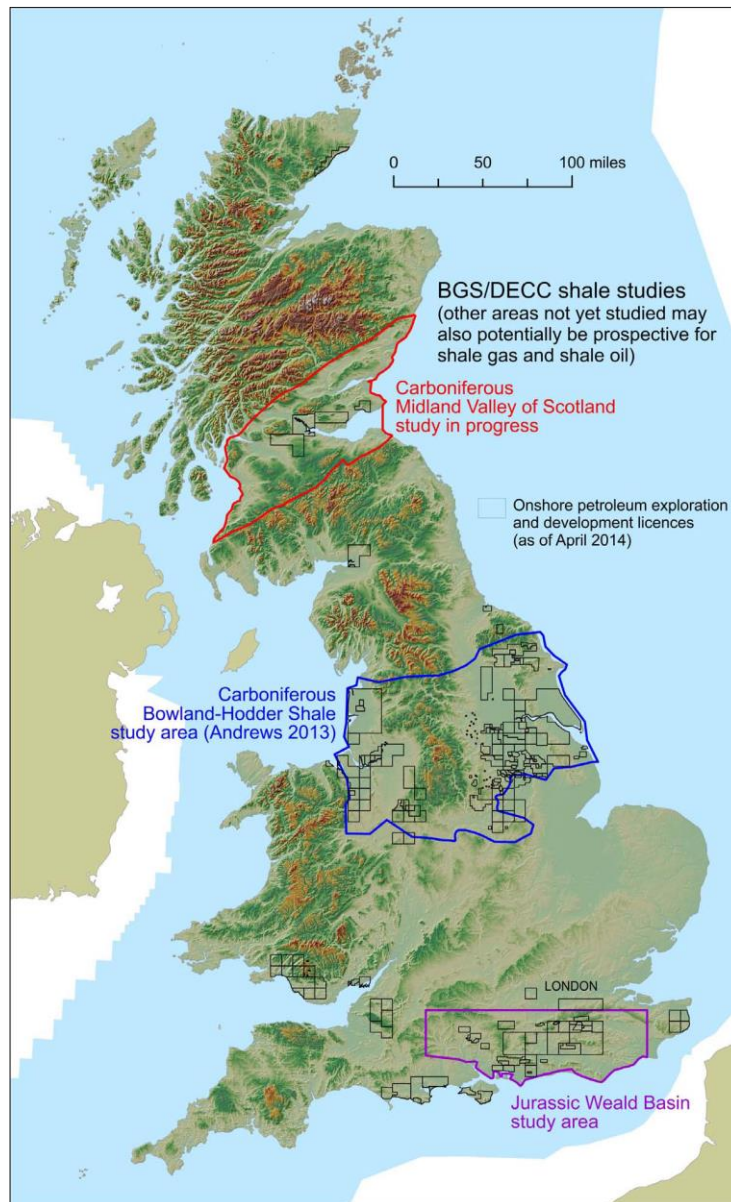 0 50 100 miles
BGS/DECC shale studies
(other areas not yet studied may
also potentially be prospective for
shale gas and shale oil)
Carboniferous
Midland Valley of Scotland
study in progress
Onshore petroleum exploration
and development licences
(as of April 2014)
Carboniferous
Bowland-Hodder Shale
study area (Andrews 2013)
LONDON
Jurassic Weald Basin
study area